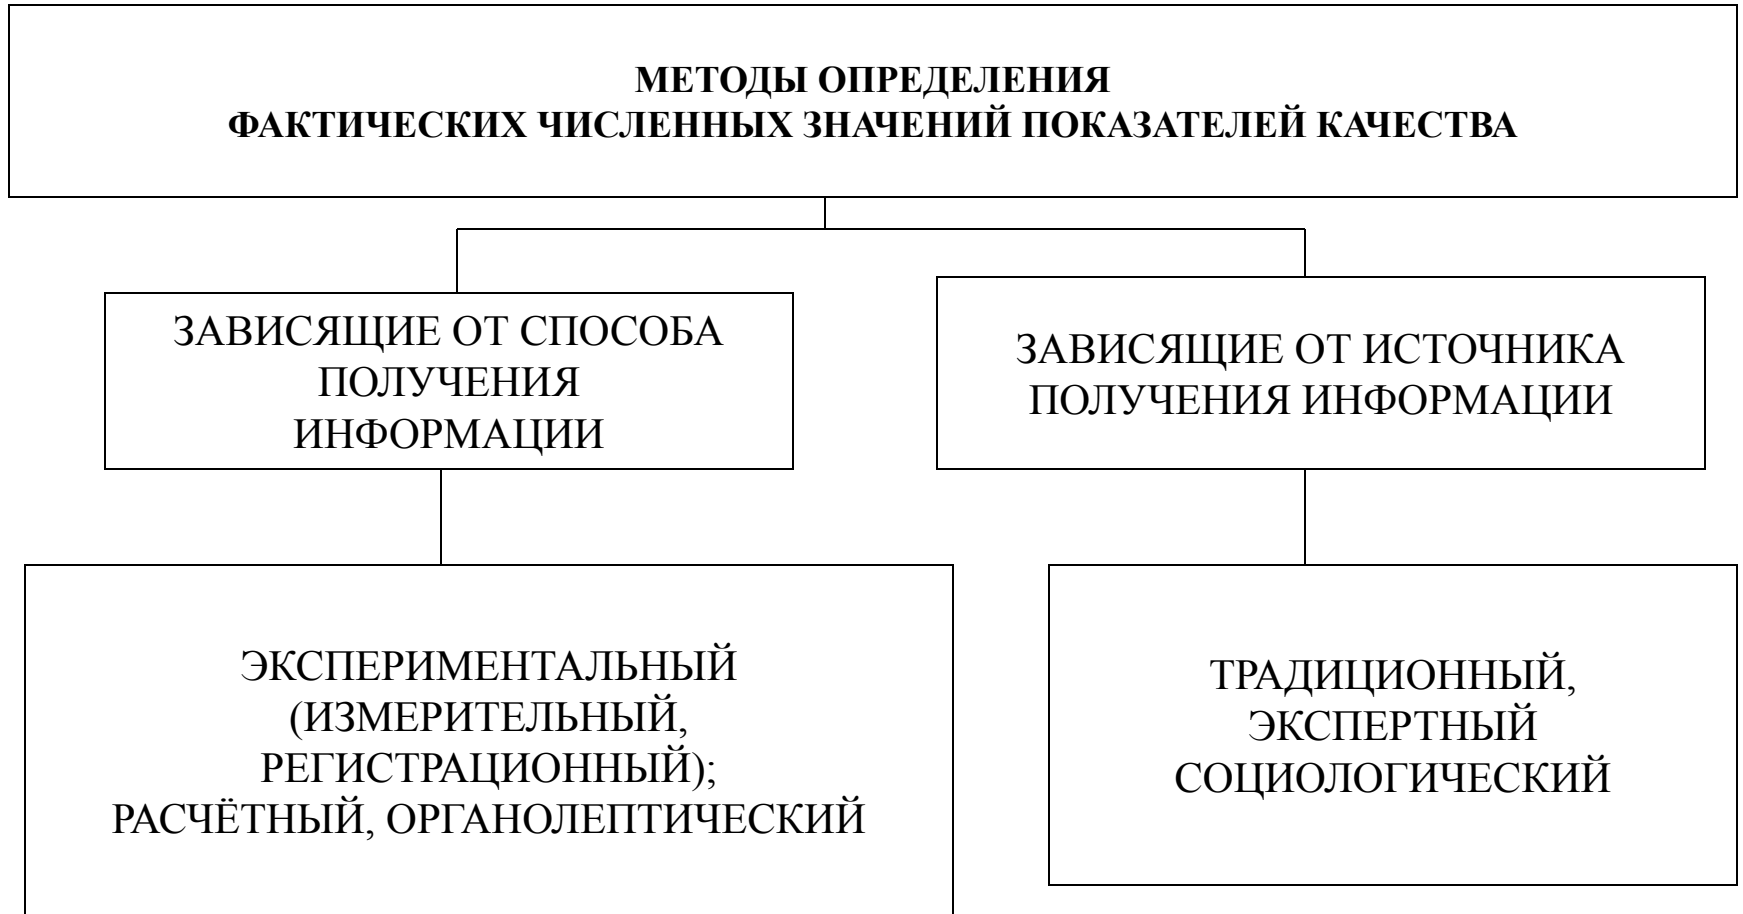 МЕТОДЫ ОПРЕДЕЛЕНИЯ
ФАКТИЧЕСКИХ ЧИСЛЕННЫХ ЗНАЧЕНИЙ ПОКАЗАТЕЛЕЙ КАЧЕСТВА
ЗАВИСЯЩИЕ ОТ СПОСОБА
ПОЛУЧЕНИЯ
ИНФОРМАЦИИ
ЗАВИСЯЩИЕ ОТ ИСТОЧНИКА
ПОЛУЧЕНИЯ ИНФОРМАЦИИ
ЭКСПЕРИМЕНТАЛЬНЫЙ
(ИЗМЕРИТЕЛЬНЫЙ,
РЕГИСТРАЦИОННЫЙ);
РАСЧЁТНЫЙ, ОРГАНОЛЕПТИЧЕСКИЙ
ТРАДИЦИОННЫЙ,
ЭКСПЕРТНЫЙ
СОЦИОЛОГИЧЕСКИЙ